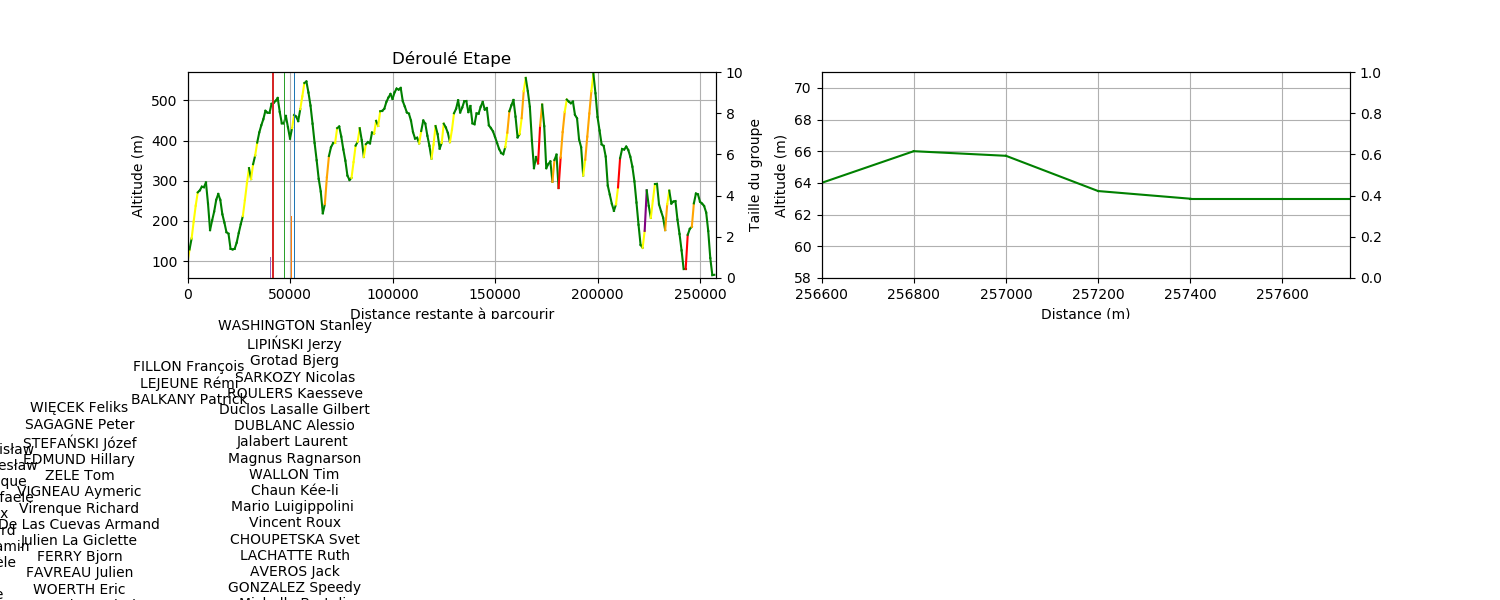 Déroulé Etape
500
400
300
200
100
Altitude (m)
10
8
6
4
2
0
Taille du groupe
0
50000
100000
150000
200000
250000
Distance restante à parcourir
70
68
66
64
62
60
58
Altitude (m)
1.0
0.8
0.6
0.4
0.2
0.0
256600
256800
257000
257200
257400
257600
Distance (m)
WASHINGTON Stanley
LIPIŃSKI Jerzy
Grotad Bjerg
SARKOZY Nicolas
ROULERS Kaesseve
Duclos Lasalle Gilbert
DUBLANC Alessio
Jalabert Laurent
Magnus Ragnarson
WALLON Tim
Chaun Kée-li
Mario Luigippolini
Vincent Roux
CHOUPETSKA Svet
LACHATTE Ruth
AVEROS Jack
GONZALEZ Speedy
FILLON François
LEJEUNE Rémi
BALKANY Patrick
WIĘCEK Feliks
SAGAGNE Peter
STEFAŃSKI Józef
EDMUND Hillary
ZELE Tom
VIGNEAU Aymeric
Virenque Richard
De Las Cuevas Armand
Julien La Giclette
FERRY Bjorn
FAVREAU Julien
WOERTH Eric